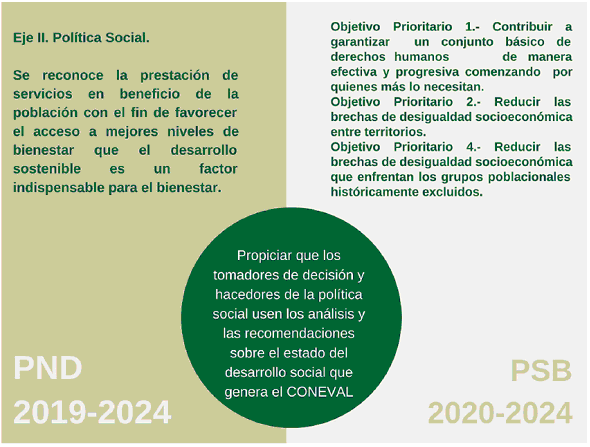 Eje II. Política Social.
Se reconoce la prestación de
servicios en beneficio de la
población con el fin de favorecer
el acceso a mejores niveles de
bienestar que el desarrollo
sostenible es un factor
indispensable para el bienestar.
PND
2019-2024
Objetivo Prioritario 1.- Contribuir a
garantizar un conjunto básico de
derechos humanos de manera
efectiva y progresiva comenzando por
quienes más lo necesitan.
Objetivo Prioritario 2.- Reducir las
brechas de desigualdad socioeconómica
entre territorios.
Objetivo Prioritario 4.- Reducir las
brechas de desigualdad socioeconómica
que enfrentan los grupos poblacionales
históricamente excluidos.
Propiciar que los
tomadores de decisión y
hacedores de la política
social usen los análisis y
las recomendaciones
sobre el estado del
desarrollo social que
genera el CONEVAL
PSB
2020-2024